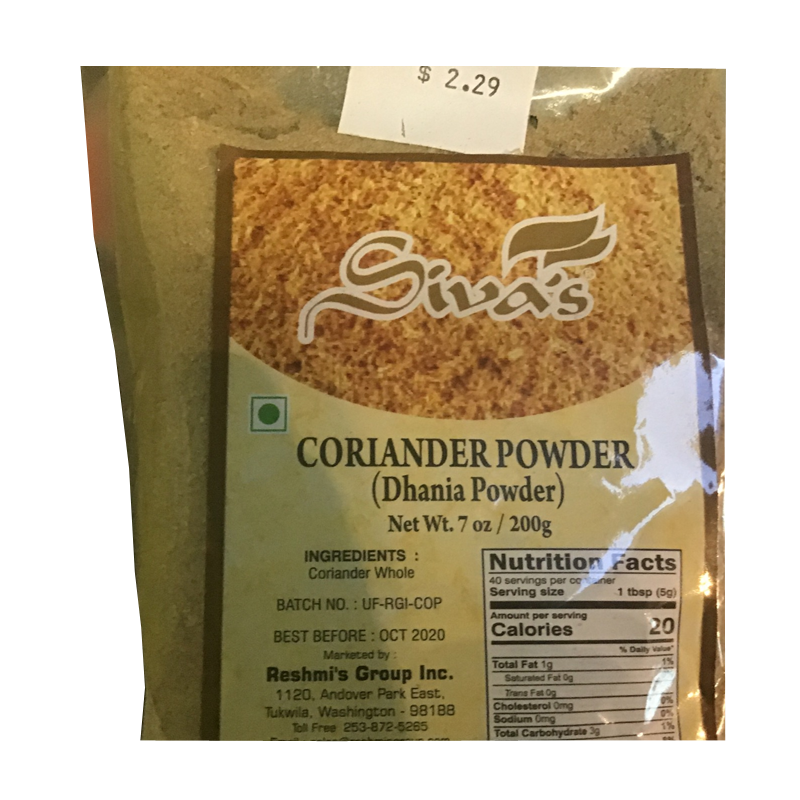 $ 2.29
Siva's®
CORIANDER POWDER
(Dhania Powder)
Net Wt. 7 oz / 200g
INGREDIENTS :
Coriander Whole
BATCH NO. : UF-RGI-COP
BEST BEFORE : OCT 2020
Marketed by :
Reshmi's Group Inc.
1120, Andover Park East,
Tukwila, Washington - 98188
Toll Free 253-872-5265
Nutrition Facts
40 servings per container
Serving size 1 tbsp (5g)
Amount per serving
Calories 20
% Daily Value*
Total Fat 1g 1%
Saturated Fat 0g
Trans Fat 0g
Cholesterol 0mg 0%
Sodium 0mg 0%
Total Carbohydrate 3g 1%